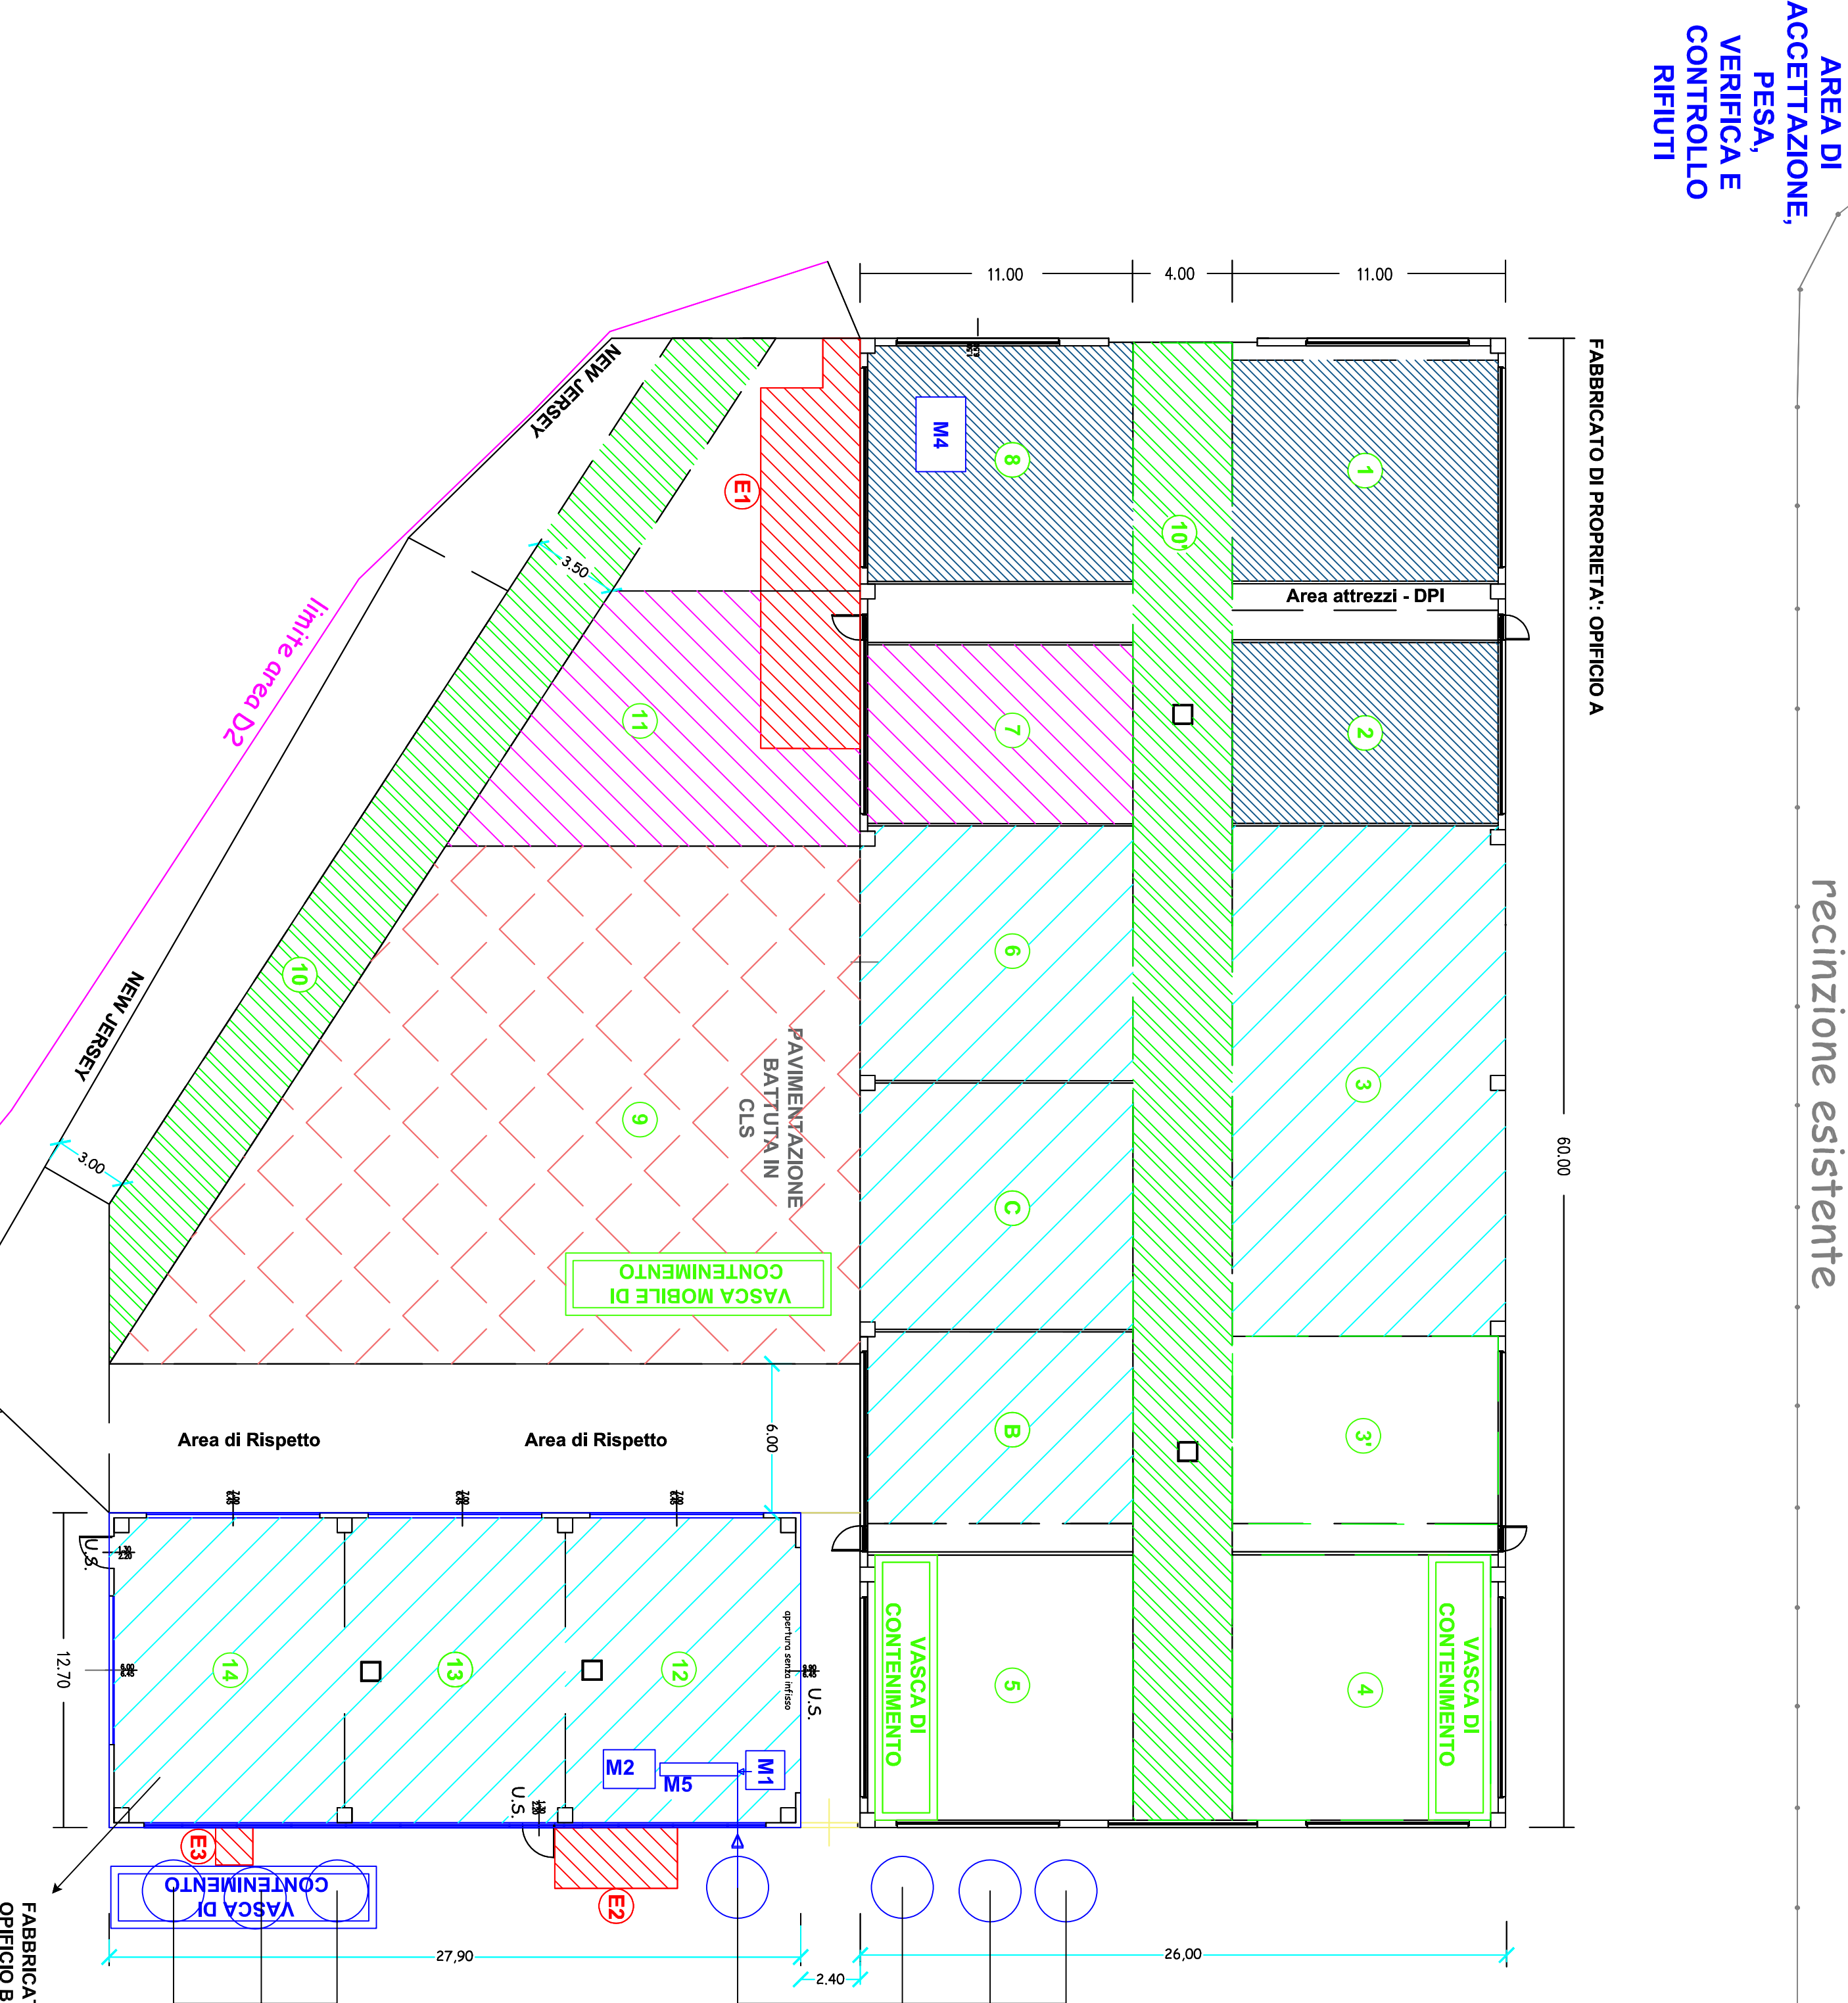 AREA DI
ACCETTAZIONE,
PESA,
VERIFICA E
CONTROLLO
RIFIUTI
11.00
4.00
11.00
FABBRICATO DI PROPRIETA': OPIFICIO A
NEW JERSEY
M4
8
1
10'
E1
3.50
Area attrezzi - DPI
limite area D2
11
7
2
recinzione esistente
10
6
NEW JERSEY
3
9
PAVIMENTAZIONE
BATTUTA IN
CLS
60.00
3.00
C
VASCA MOBILE DI
CONTENIMENTO
Area di Rispetto
Area di Rispetto
6.00
B
3'
U.S.
12.70
14
13
12
apertura senza infisso
U.S.
5
4
VASCA DI
CONTENIMENTO
VASCA DI
CONTENIMENTO
M2
M5
M1
U.S.
E3
E2
VASCA DI
CONTENIMENTO
FABBRICA
OPIFICIO B
27,90
2.40
26,00